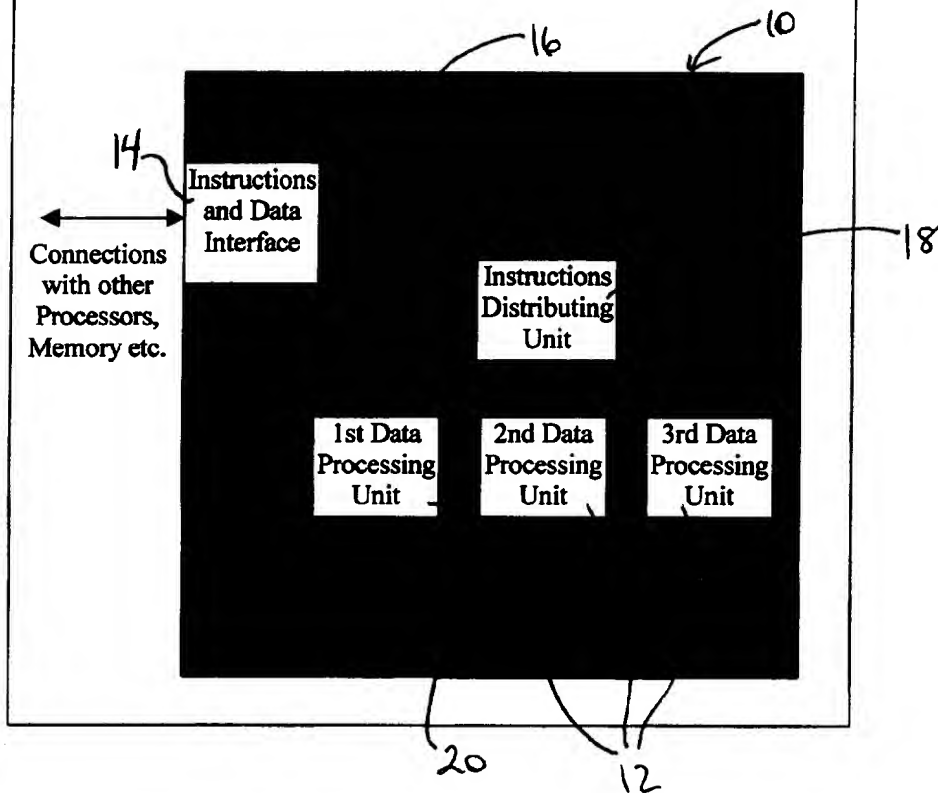 16
10
14
Instructions
and Data
Interface
18
Connections
with other
Processors,
Memory etc.
Instructions
Distributing
Unit
1st Data
Processing
Unit
2nd Data
Processing
Unit
3rd Data
Processing
Unit
20
12